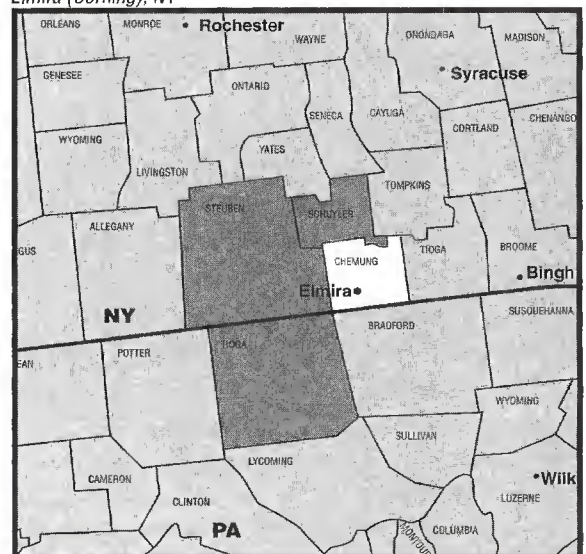 Elmira (Corning), NY
ORLEANS
MONROE
Rochester
WAYNE
ONONDAGA
MADISON
GENESEE
ONTARIO
Syracuse
SENECA
CAYUGA
CORTLAND
CHENANGO
WYOMING
LIVINGSTON
YATES
TOMPKINS
STEUBEN
SCHUYLER
ALLEGANY
GUS
CHEMUNG
TIOGA
BROOME
Elmira
Bingh
NY
BRADFORD
SUSQUEHANNA
EAN
POTTER
TIOGA
WYOMING
SULLIVAN
LYCOMING
CAMERON
CLINTON
Wilk
LUZERNE
PA
MONTOUR
COLUMBIA